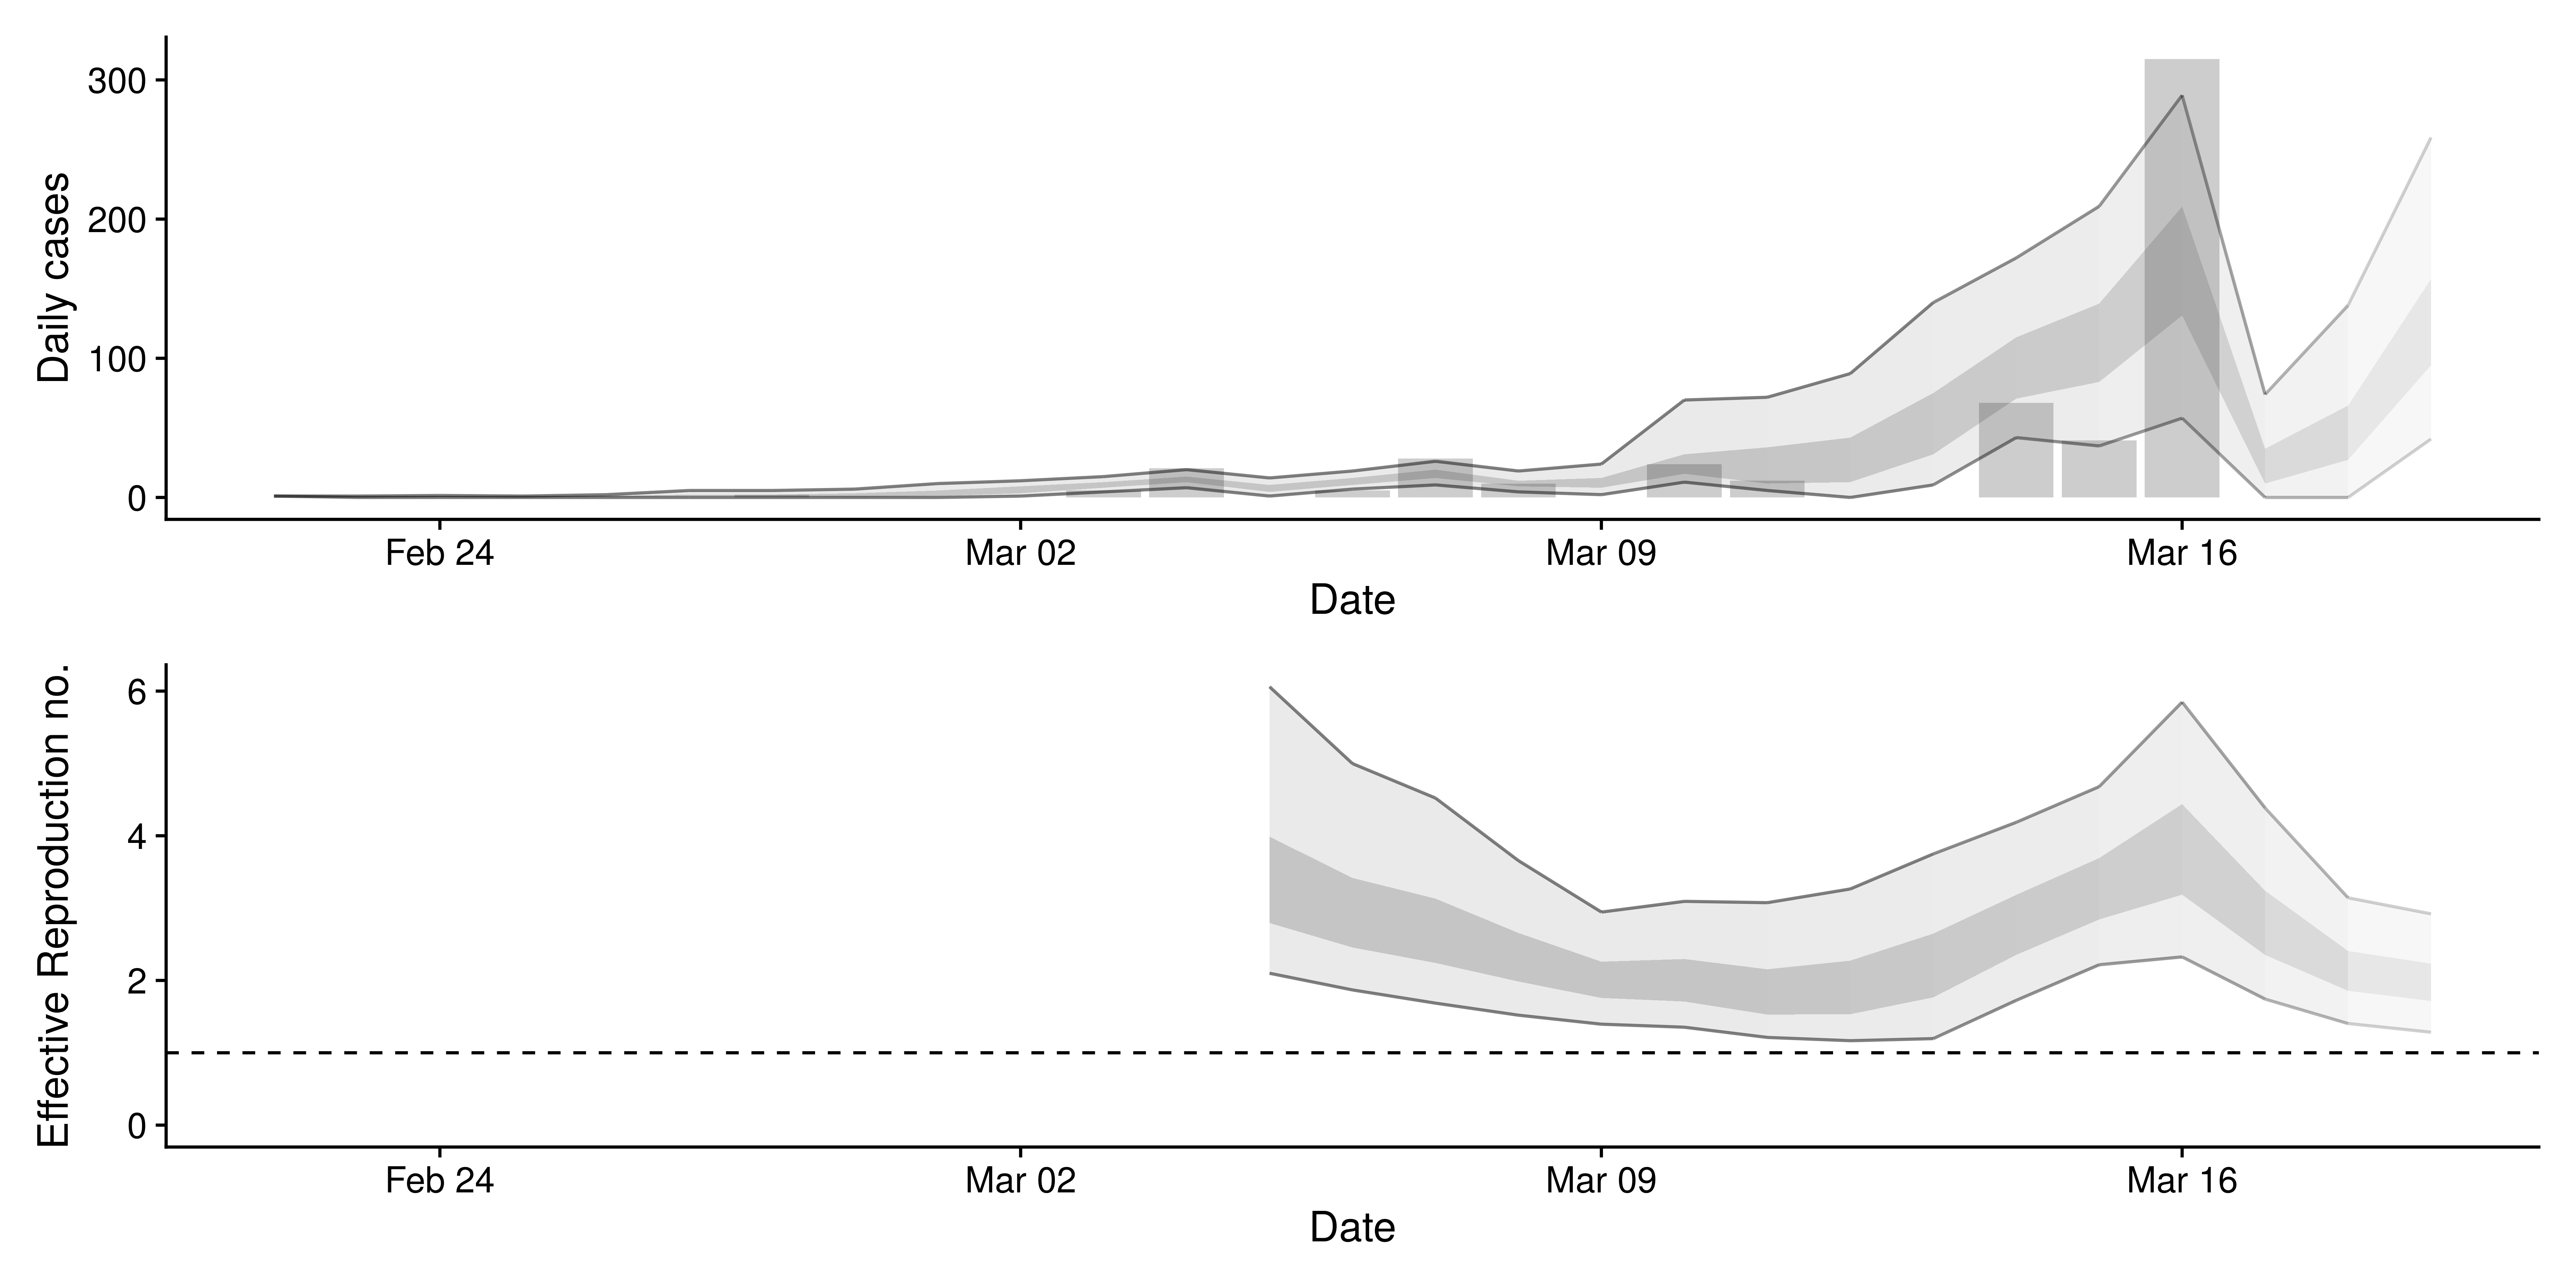 Daily cases
300
200
100
0
Feb 24 Mar 02 Mar 09 Mar 16
Date
Effective Reproduction no.
6
4
2
0
Feb 24 Mar 02 Mar 09 Mar 16
Date